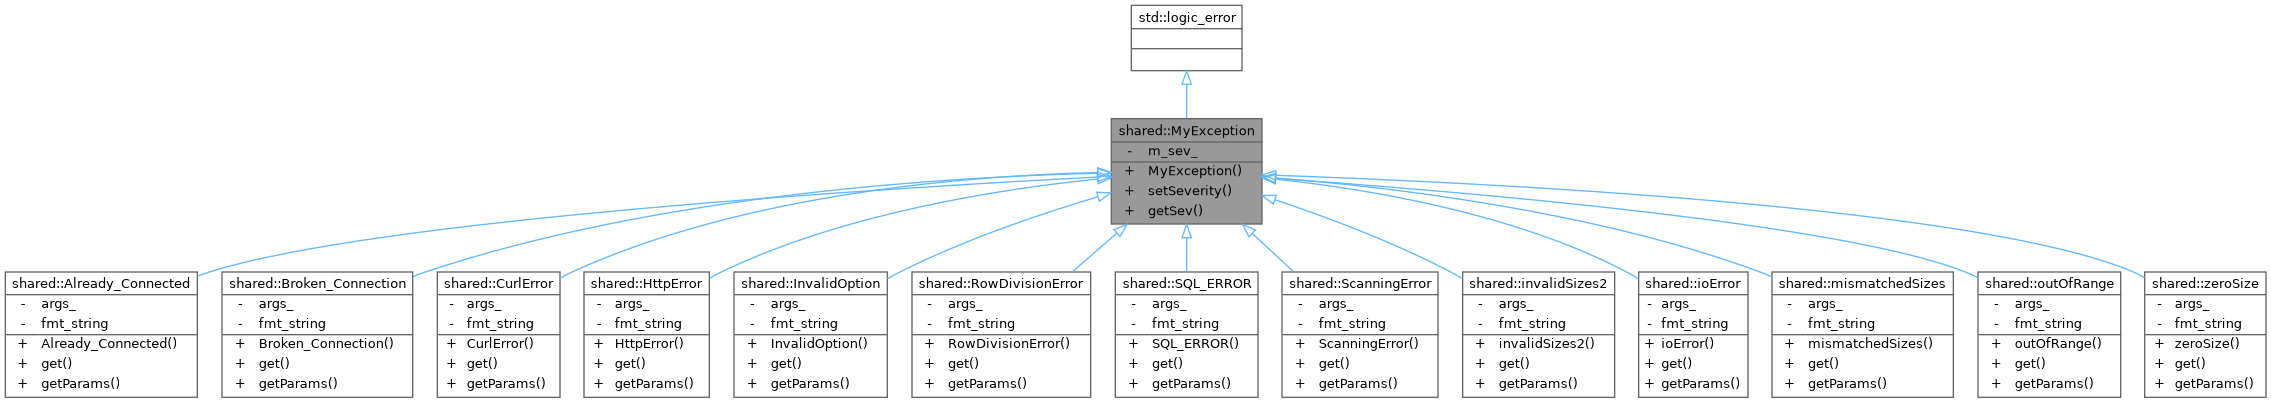 std::logic_error
shared::MyException
- m_sev_
+ MyException()
+ setSeverity()
+ getSev()
shared::Already_Connected
- args_
- fmt_string
+ Already_Connected()
+ get()
+ getParams()
shared::Broken_Connection
- args_
- fmt_string
+ Broken_Connection()
+ get()
+ getParams()
shared::CurlError
- args_
- fmt_string
+ CurlError()
+ get()
+ getParams()
shared::HttpError
- args_
- fmt_string
+ HttpError()
+ get()
+ getParams()
shared::InvalidOption
- args_
- fmt_string
+ InvalidOption()
+ get()
+ getParams()
shared::RowDivisionError
- args_
- fmt_string
+ RowDivisionError()
+ get()
+ getParams()
shared::SQL_ERROR
- args_
- fmt_string
+ SQL_ERROR()
+ get()
+ getParams()
shared::ScanningError
- args_
- fmt_string
+ ScanningError()
+ get()
+ getParams()
shared::invalidSizes2
- args_
- fmt_string
+ invalidSizes2()
+ get()
+ getParams()
shared::ioError
- args_
- fmt_string
+ ioError()
+ get()
+ getParams()
shared::mismatchedSizes
- args_
- fmt_string
+ mismatchedSizes()
+ get()
+ getParams()
shared::outOfRange
- args_
- fmt_string
+ outOfRange()
+ get()
+ getParams()
shared::zeroSize
- args_
- fmt_string
+ zeroSize()
+ get()
+ getParams()